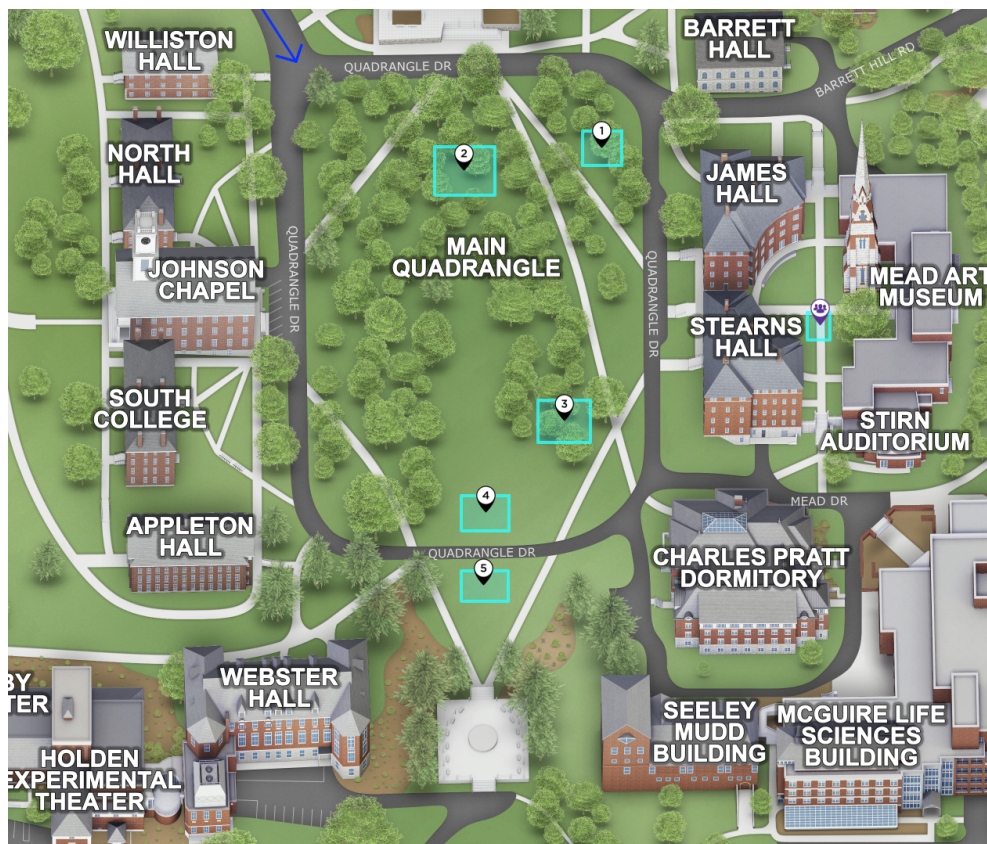 WILLISTON
HALL
QUADRANGLE DR
BARRETT
HALL
BARRETT HILL RD
1
2
NORTH
HALL
JAMES
HALL
MAIN
QUADRANGLE
QUADRANGLE DR
QUADRANGLE DR
JOHNSON
CHAPEL
MEAD ART
MUSEUM
STEARNS
HALL
SOUTH
COLLEGE
3
STIRN
AUDITORIUM
4
MEAD DR
APPLETON
HALL
QUADRANGLE DR
5
CHARLES PRATT
DORMITORY
BY
TER
WEBSTER
HALL
SEELEY
MUDD
BUILDING
MCGUIRE LIFE
SCIENCES
BUILDING
HOLDEN
EXPERIMENTAL
THEATER